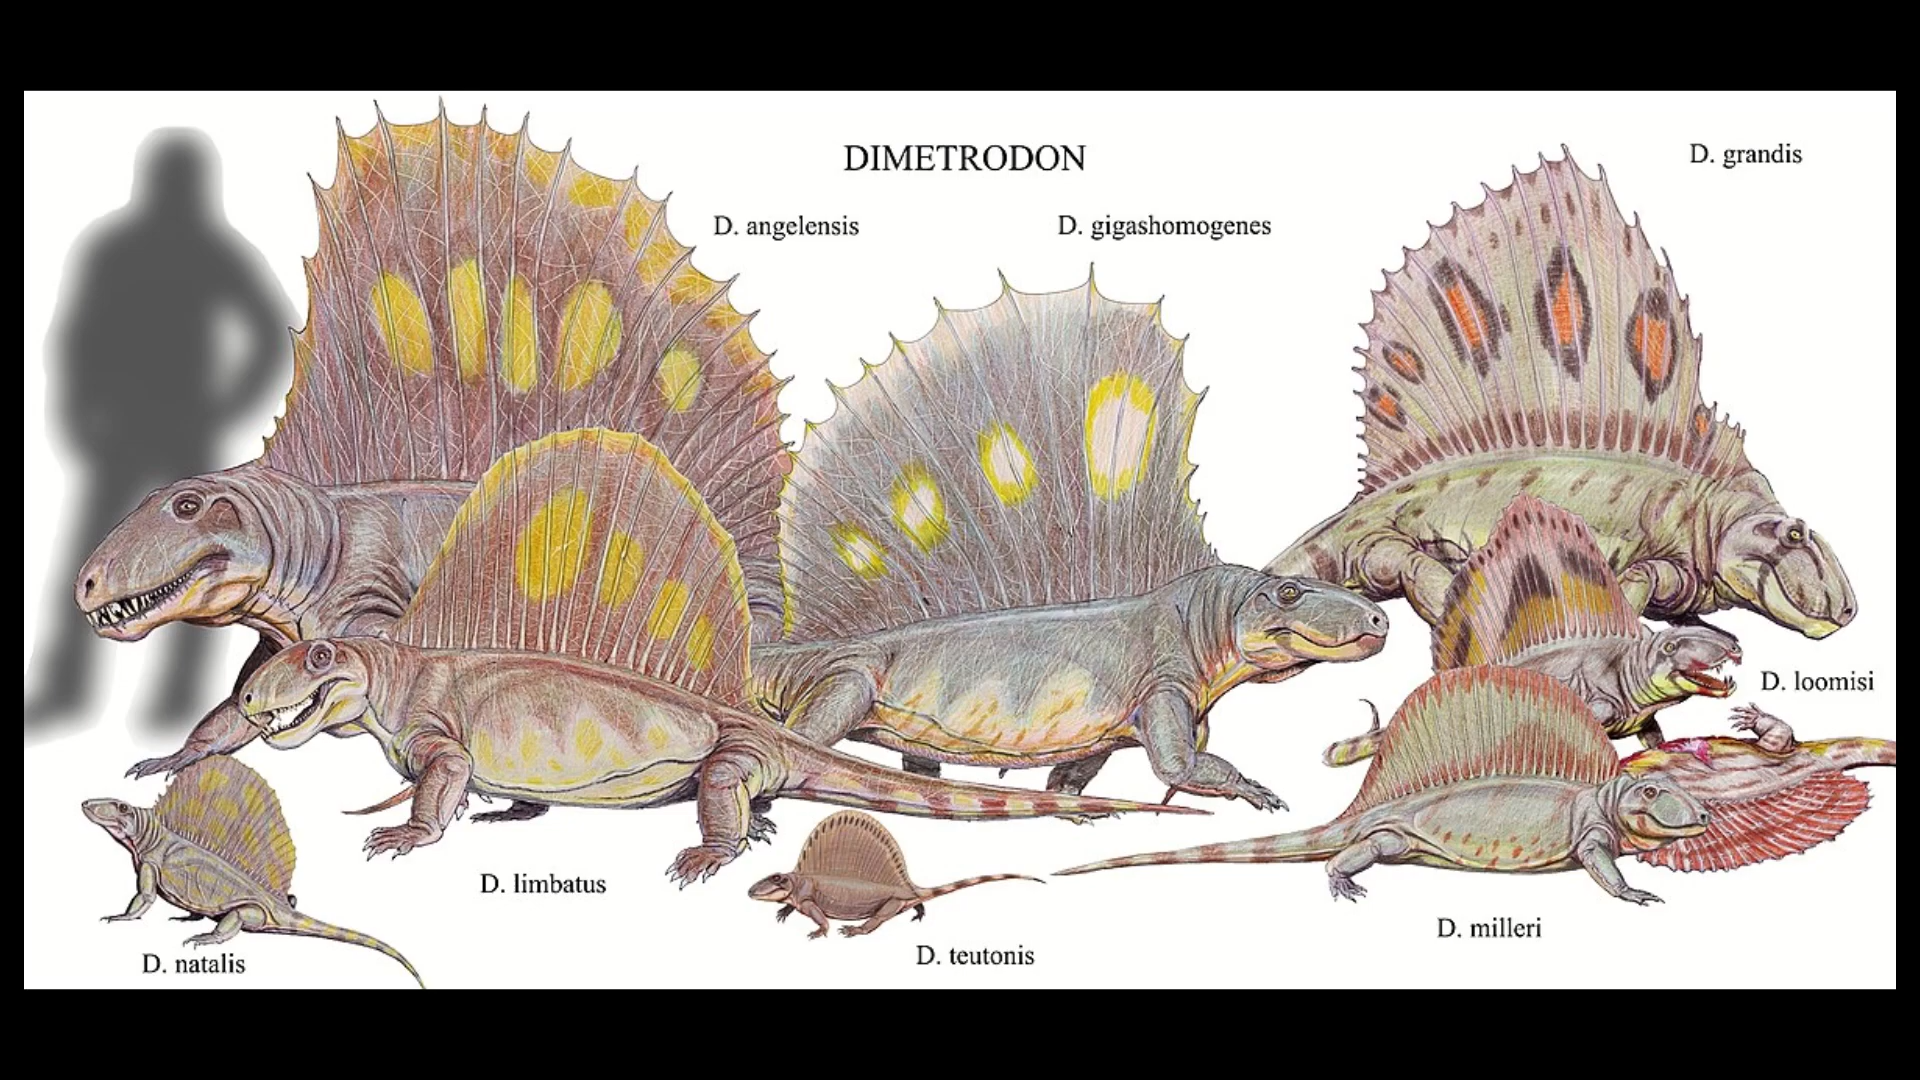 DIMETRODON
D. grandis
D. angelensis
D. gigashomogenes
D. loomisi
D. limbatus
D. milleri
D. teutonis
D. natalis